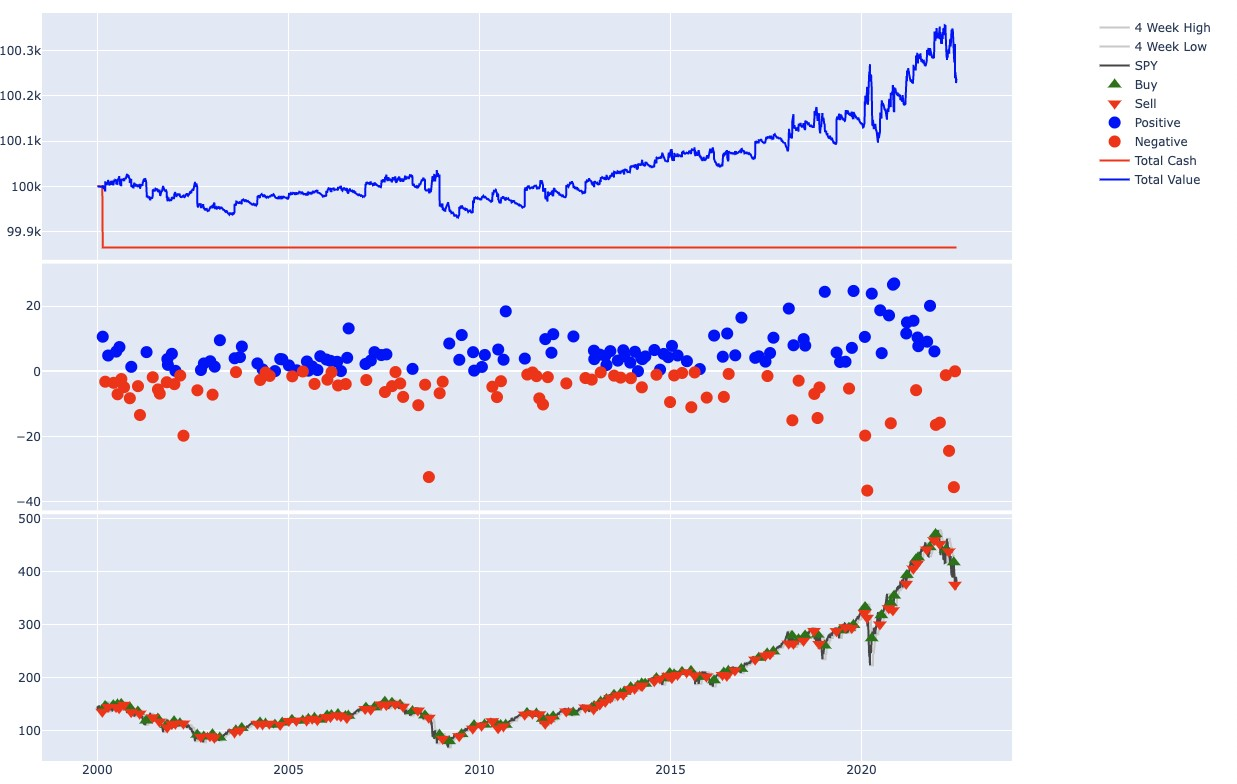 100.3k
100.2k
100.1k
100k
99.9k
20
0
−20
−40
500
400
300
200
100
2000 2005 2010 2015 2020
4 Week High
4 Week Low
SPY
Buy
Sell
Positive
Negative
Total Cash
Total Value